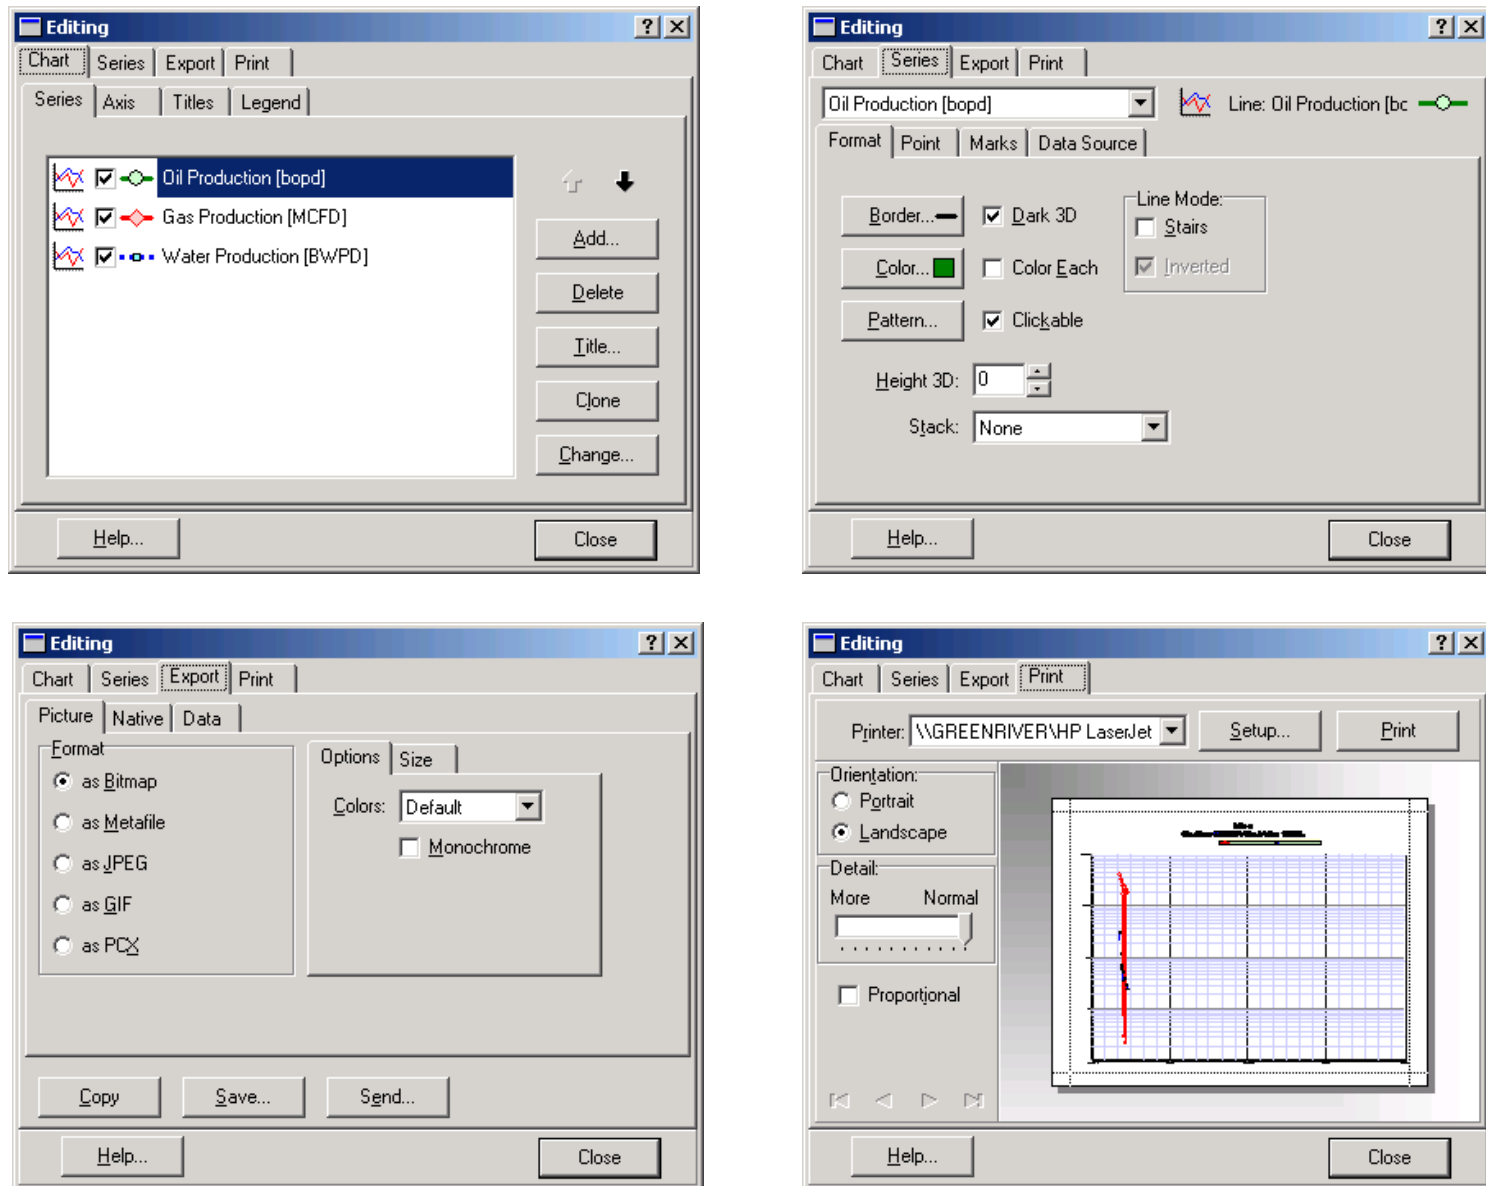 Editing
Chart Series Export Print
Series Axis Titles Legend
Oil Production [bopd]
Gas Production [MCFD]
Water Production [BWPD]
Add...
Delete
Title...
Clone
Change...
Help... Close
Editing
Chart Series Export Print
Oil Production [bopd] Line: Oil Production [bc
Format Point Marks Data Source
Border... Dark 3D
Line Mode:
Stairs
Color... Color Each Inverted
Pattern... Clickable
Height 3D: 0
Stack: None
Help... Close
Editing
Chart Series Export Print
Picture Native Data
Format
as Bitmap
as Metafile
as JPEG
as GIF
as PCX
Options Size
Colors: Default
Monochrome
Copy Save... Send...
Help... Close
Editing
Chart Series Export Print
Printer: \\GREENRIVER\HP LaserJet Setup... Print
Orientation:
Portrait
Landscape
Detail:
More Normal
Proportional
Help... Close